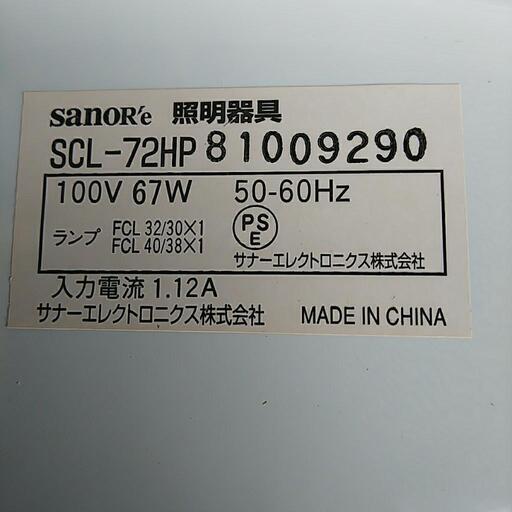 sanoR'e 照明器具
SCL-72HP 81009290
100V 67W 50-60Hz
ランプ FCL 32/30×1
FCL 40/38×1
PS
E
サナーエレクトロニクス株式会社
入力電流 1.12A
サナーエレクトロニクス株式会社 MADE IN CHINA